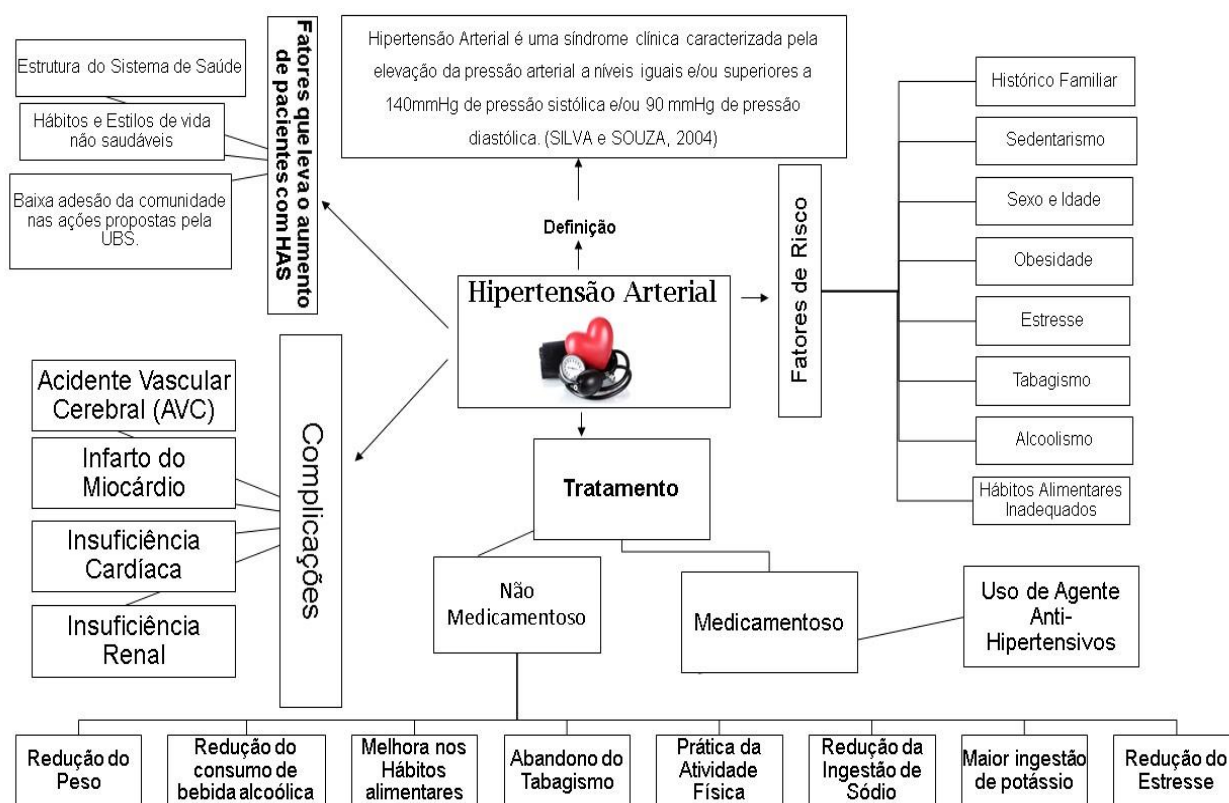 Fatores que leva o aumento
de pacientes com HAS
Estrutura do Sistema de Saúde
Hábitos e Estilos de vida
não saudáveis
Baixa adesão da comunidade
nas ações propostas pela
UBS.
Hipertensão Arterial é uma síndrome clínica caracterizada pela
elevação da pressão arterial a níveis iguais e/ou superiores a
140mmHg de pressão sistólica e/ou 90 mmHg de pressão
diastólica. (SILVA e SOUZA, 2004)
Definição
Hipertensão Arterial
Fatores de Risco
Histórico Familiar
Sedentarismo
Sexo e Idade
Obesidade
Estresse
Tabagismo
Alcoolismo
Hábitos Alimentares
Inadequados
Complicações
Acidente Vascular
Cerebral (AVC)
Infarto do
Miocárdio
Insuficiência
Cardíaca
Insuficiência
Renal
Tratamento
Não
Medicamentoso
Medicamentoso
Uso de Agente
Anti-
Hipertensivos
Redução do
Peso
Redução do
consumo de
bebida alcoólica
Melhora nos
Hábitos
alimentares
Abandono do
Tabagismo
Prática da
Atividade
Física
Redução da
Ingestão de
Sódio
Maior ingestão
de potássio
Redução do
Estresse